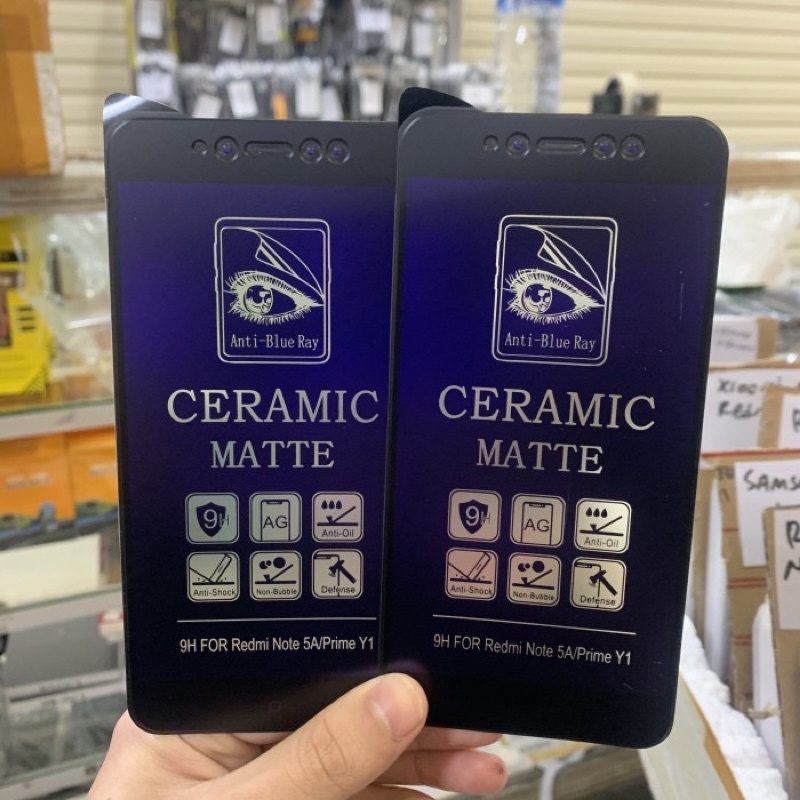 Anti-Blue Ray
CERAMIC
MATTE
9H
AG
Anti-Oil
Anti-Shock
Non-Bubble
Defense
9H FOR Redmi Note 5A/Prime Y1
Anti-Blue Ray
CERAMIC
MATTE
9H
AG
Anti-Oil
Anti-Shock
Non-Bubble
Defense
9H FOR Redmi Note 5A/Prime Y1
SAMSU